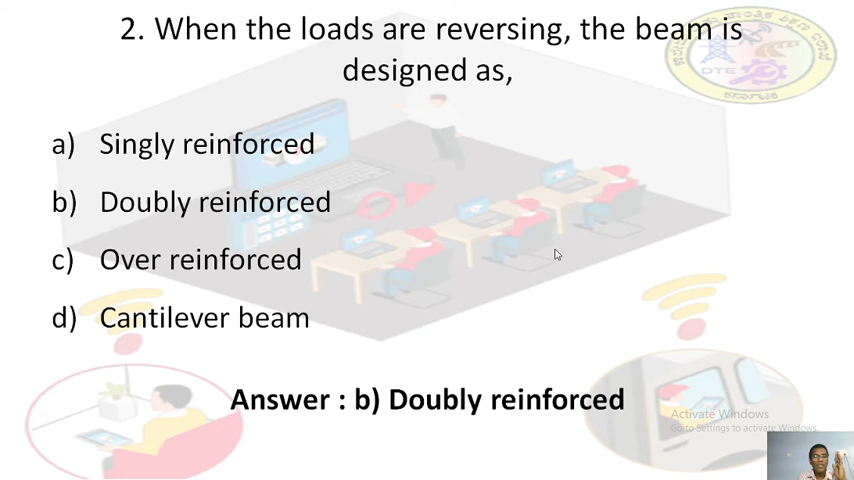 2. When the loads are reversing, the beam is
designed as,
a) Singly reinforced
b) Doubly reinforced
c) Over reinforced
d) Cantilever beam
Answer : b) Doubly reinforced
DTE
Activate Windows
Go to Settings to activate Windows.